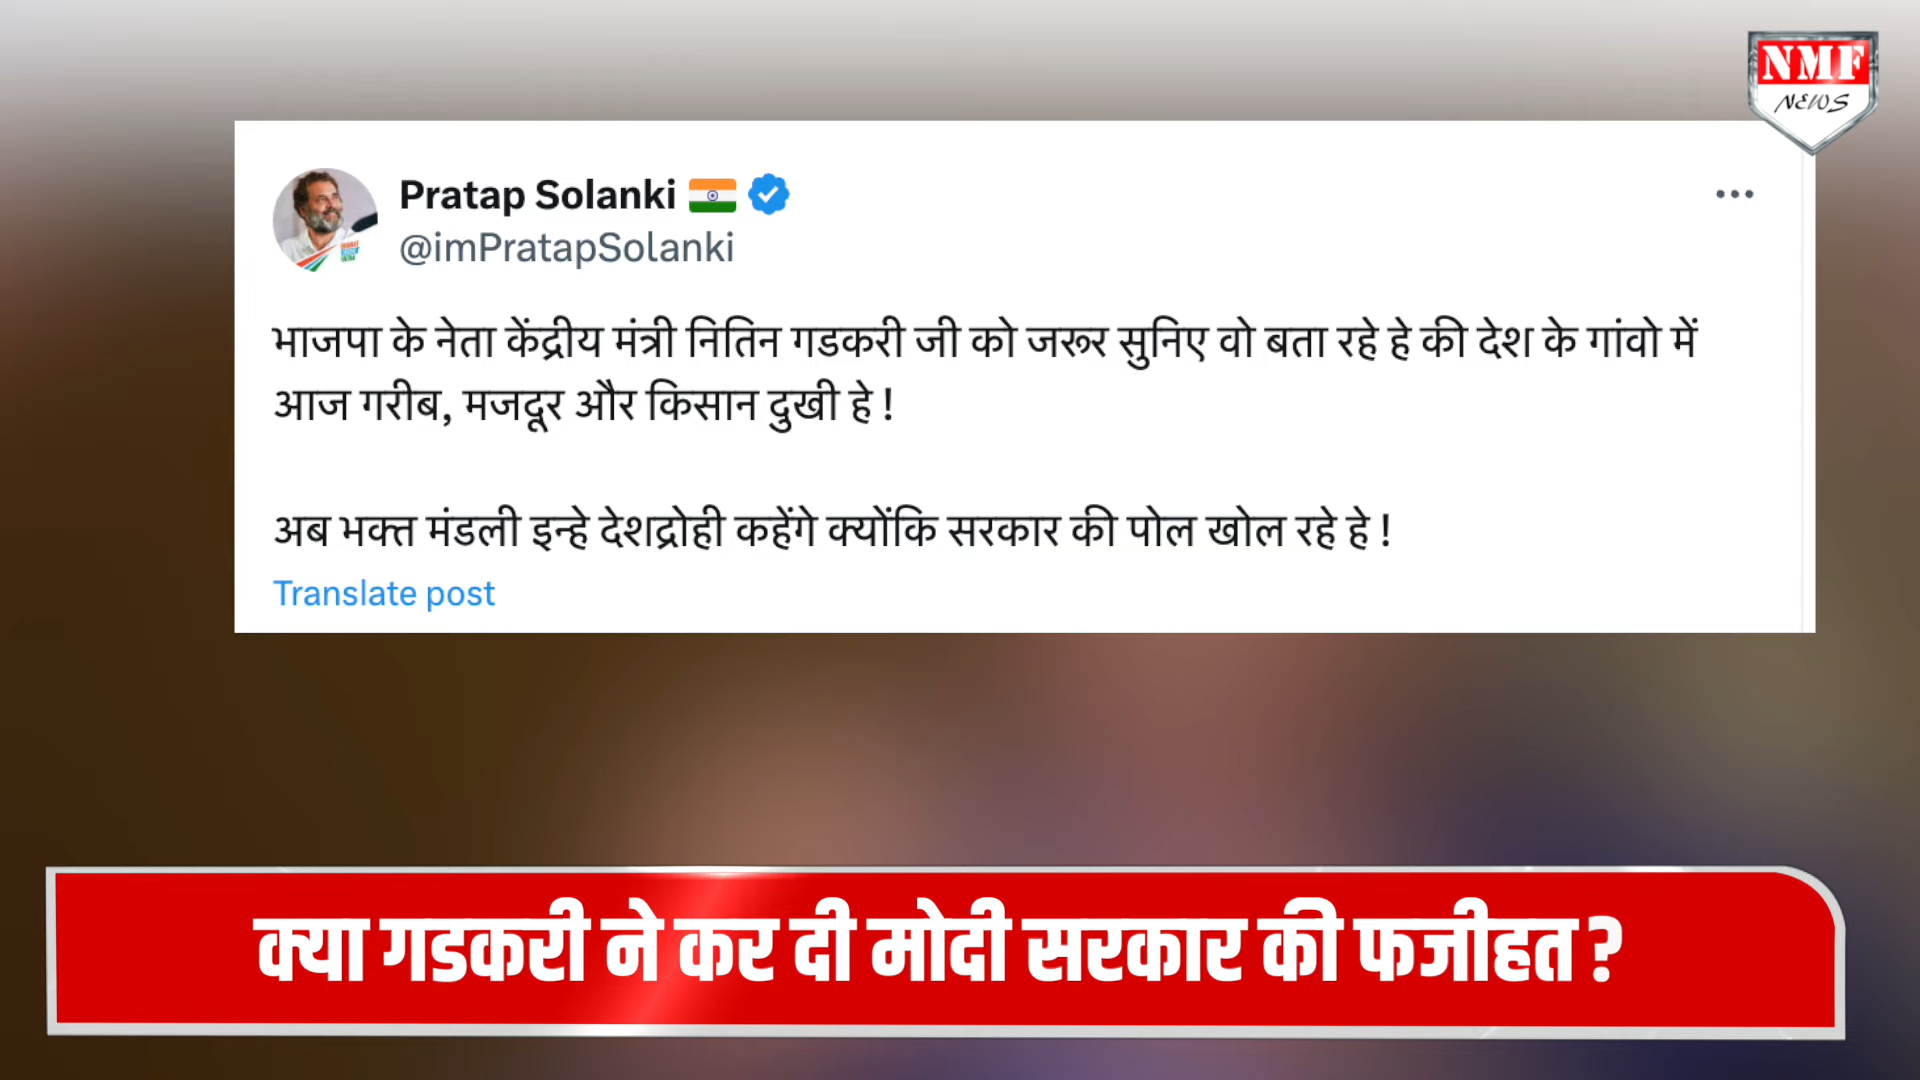 NMF
NEWS
Pratap Solanki
@imPratapSolanki
भाजपा के नेता केंद्रीय मंत्री नितिन गडकरी जी को जरूर सुनिए वो बता रहे हे की देश के गांवो में
आज गरीब, मजदूर और किसान दुखी हे !
अब भक्त मंडली इन्हे देशद्रोही कहेंगे क्योंकि सरकार की पोल खोल रहे हे !
Translate post
क्या गडकरी ने कर दी मोदी सरकार की फजीहत ?